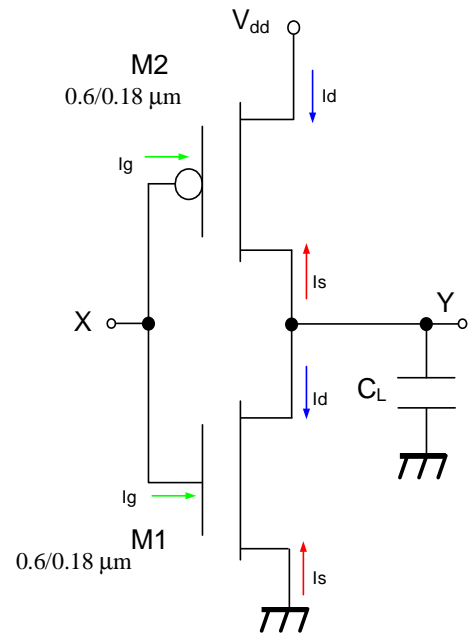 Vdd
M2
0.6/0.18 μm
Id
Ig
Is
X
Y
Id
CL
Ig
M1
0.6/0.18 μm
Is